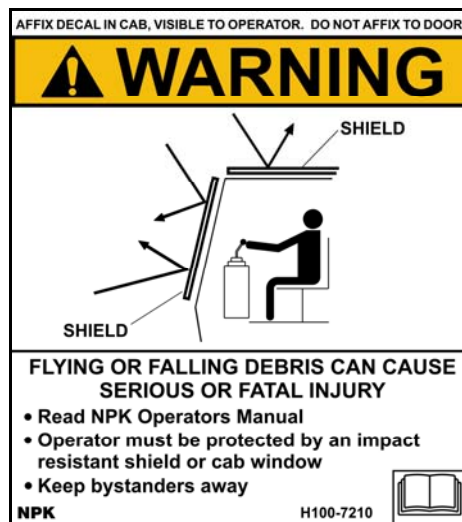 AFFIX DECAL IN CAB, VISIBLE TO OPERATOR. DO NOT AFFIX TO DOOR
WARNING
SHIELD
SHIELD
FLYING OR FALLING DEBRIS CAN CAUSE
SERIOUS OR FATAL INJURY
• Read NPK Operators Manual
• Operator must be protected by an impact
resistant shield or cab window
• Keep bystanders away
NPK H100-7210